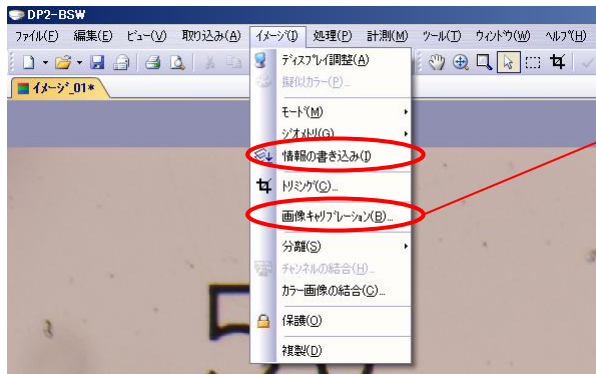 DP2-BSW
ファイル(F) 編集(E) ビュー(V) 取り込み(A) イメージ(I) 処理(P) 計測(M) ツール(T) ウィンドウ(W) ヘルプ(H)
イメージ_01*
ディスプレイ調整(A)
擬似カラー(P)...
モード(M)
ジオメトリ(G)
情報の書き込み(I)
トリミング(C)...
画像キャリブレーション(B)...
分離(S)
チャンネルの結合(H)...
カラー画像の結合(C)...
保護(O)
複製(D)